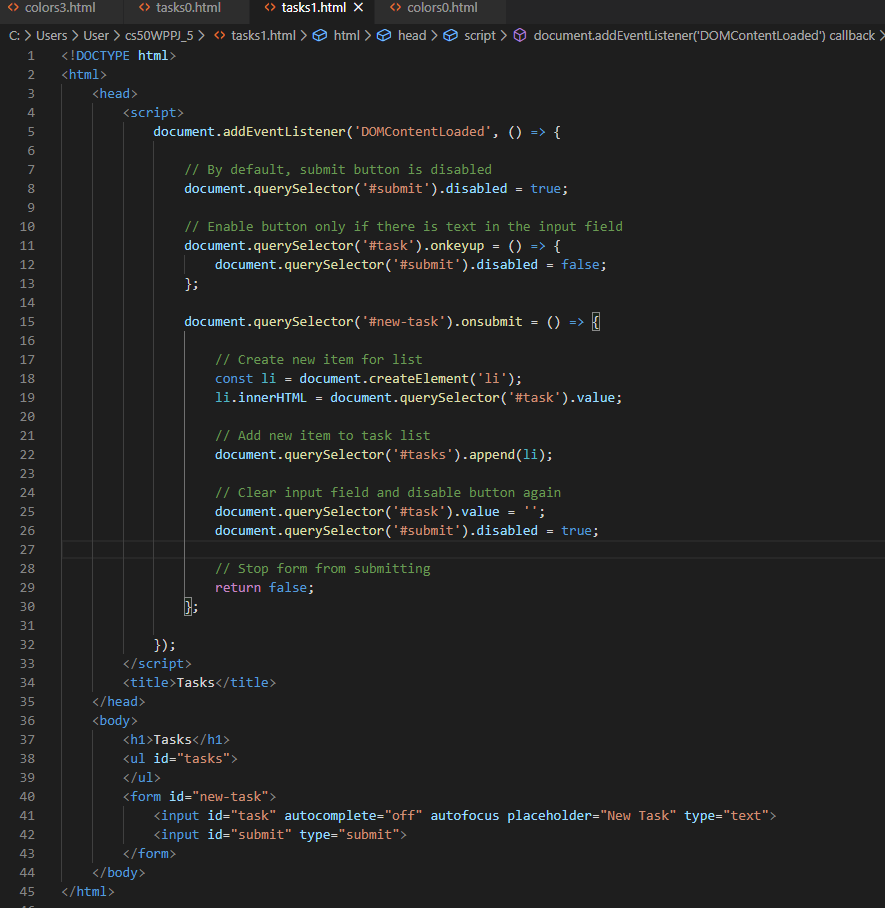 colors3.html tasks0.html tasks1.html colors0.html
C: > Users > User > cs50WPPJ_5 > tasks1.html > html > head > script > document.addEventListener('DOMContentLoaded') callback >
1 <!DOCTYPE html>
2 <html>
3     <head>
4         <script>
5             document.addEventListener('DOMContentLoaded', () => {
6
7                 // By default, submit button is disabled
8                 document.querySelector('#submit').disabled = true;
9
10                 // Enable button only if there is text in the input field
11                 document.querySelector('#task').onkeyup = () => {
12                     document.querySelector('#submit').disabled = false;
13                 };
14
15                 document.querySelector('#new-task').onsubmit = () => {
16
17                     // Create new item for list
18                     const li = document.createElement('li');
19                     li.innerHTML = document.querySelector('#task').value;
20
21                     // Add new item to task list
22                     document.querySelector('#tasks').append(li);
23
24                     // Clear input field and disable button again
25                     document.querySelector('#task').value = '';
26                     document.querySelector('#submit').disabled = true;
27
28                     // Stop form from submitting
29                     return false;
30                 };
31
32             });
33         </script>
34         <title>Tasks</title>
35     </head>
36     <body>
37         <h1>Tasks</h1>
38         <ul id="tasks">
39         </ul>
40         <form id="new-task">
41             <input id="task" autocomplete="off" autofocus placeholder="New Task" type="text">
42             <input id="submit" type="submit">
43         </form>
44     </body>
45 </html>